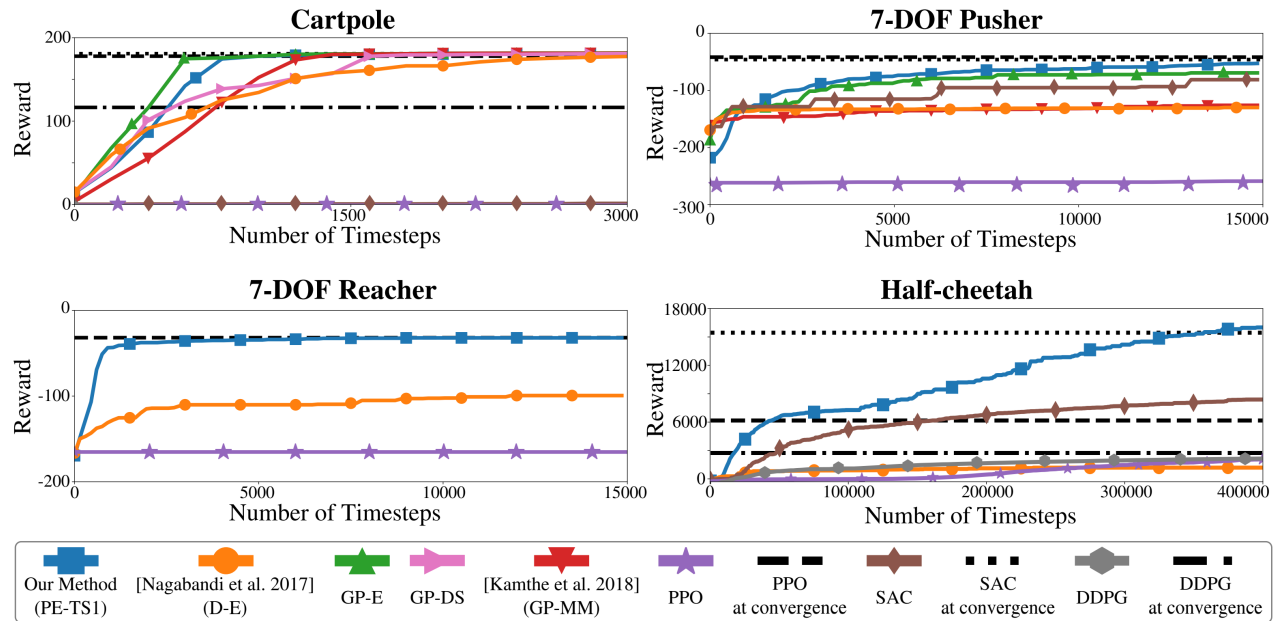 Cartpole
200
100
0
Reward
0
1500
3000
Number of Timesteps
7-DOF Pusher
0
-100
-200
-300
Reward
0
5000
10000
15000
Number of Timesteps
7-DOF Reacher
0
-100
-200
Reward
0
5000
10000
15000
Number of Timesteps
Half-cheetah
18000
12000
6000
0
Reward
0
100000
200000
300000
400000
Number of Timesteps
Our Method
(PE-TS1)
[Nagabandi et al. 2017]
(D-E)
GP-E
GP-DS
[Kamthe et al. 2018]
(GP-MM)
PPO
PPO
at convergence
SAC
SAC
at convergence
DDPG
DDPG
at convergence